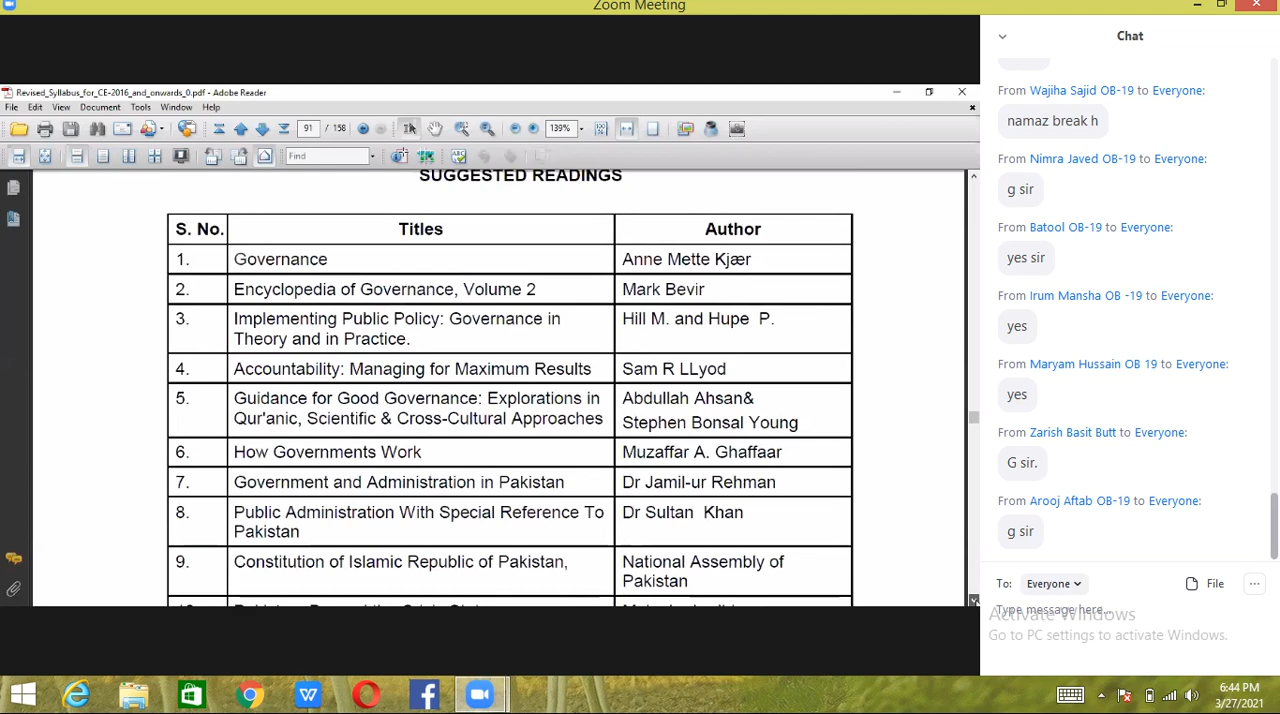 Zoom Meeting
Revised_Syllabus_for_CE-2016_and_onwards_0.pdf - Adobe Reader
File Edit View Document Tools Window Help
91 / 158 139% 
Find
SUGGESTED READINGS
S. No. Titles Author
1. Governance Anne Mette Kjær
2. Encyclopedia of Governance, Volume 2 Mark Bevir
3. Implementing Public Policy: Governance in Hill M. and Hupe P.
Theory and in Practice.
4. Accountability: Managing for Maximum Results Sam R LLyod
5. Guidance for Good Governance: Explorations in Abdullah Ahsan&
Qur'anic, Scientific & Cross-Cultural Approaches Stephen Bonsal Young
6. How Governments Work Muzaffar A. Ghaffaar
7. Government and Administration in Pakistan Dr Jamil-ur Rehman
8. Public Administration With Special Reference To Dr Sultan Khan
Pakistan
9. Constitution of Islamic Republic of Pakistan, National Assembly of
Pakistan
Chat
From Wajiha Sajid OB-19 to Everyone:
namaz break h
From Nimra Javed OB-19 to Everyone:
g sir
From Batool OB-19 to Everyone:
yes sir
From Irum Mansha OB -19 to Everyone:
yes
From Maryam Hussain OB 19 to Everyone:
yes
From Zarish Basit Butt to Everyone:
G sir.
From Arooj Aftab OB-19 to Everyone:
g sir
To: Everyone File
Type message here...
Activate Windows
Go to PC settings to activate Windows.
6:44 PM
3/27/2021